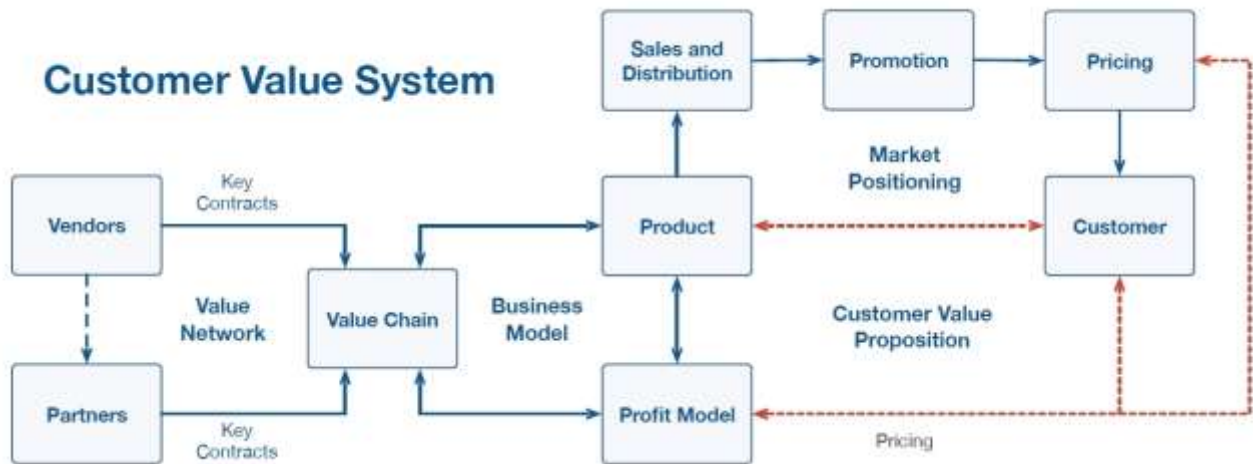 Customer Value System
Sales and
Distribution
Promotion
Pricing
Market
Positioning
Key
Contracts
Vendors
Product
Customer
Value
Network
Value Chain
Business
Model
Customer Value
Proposition
Partners
Key
Contracts
Profit Model
Pricing